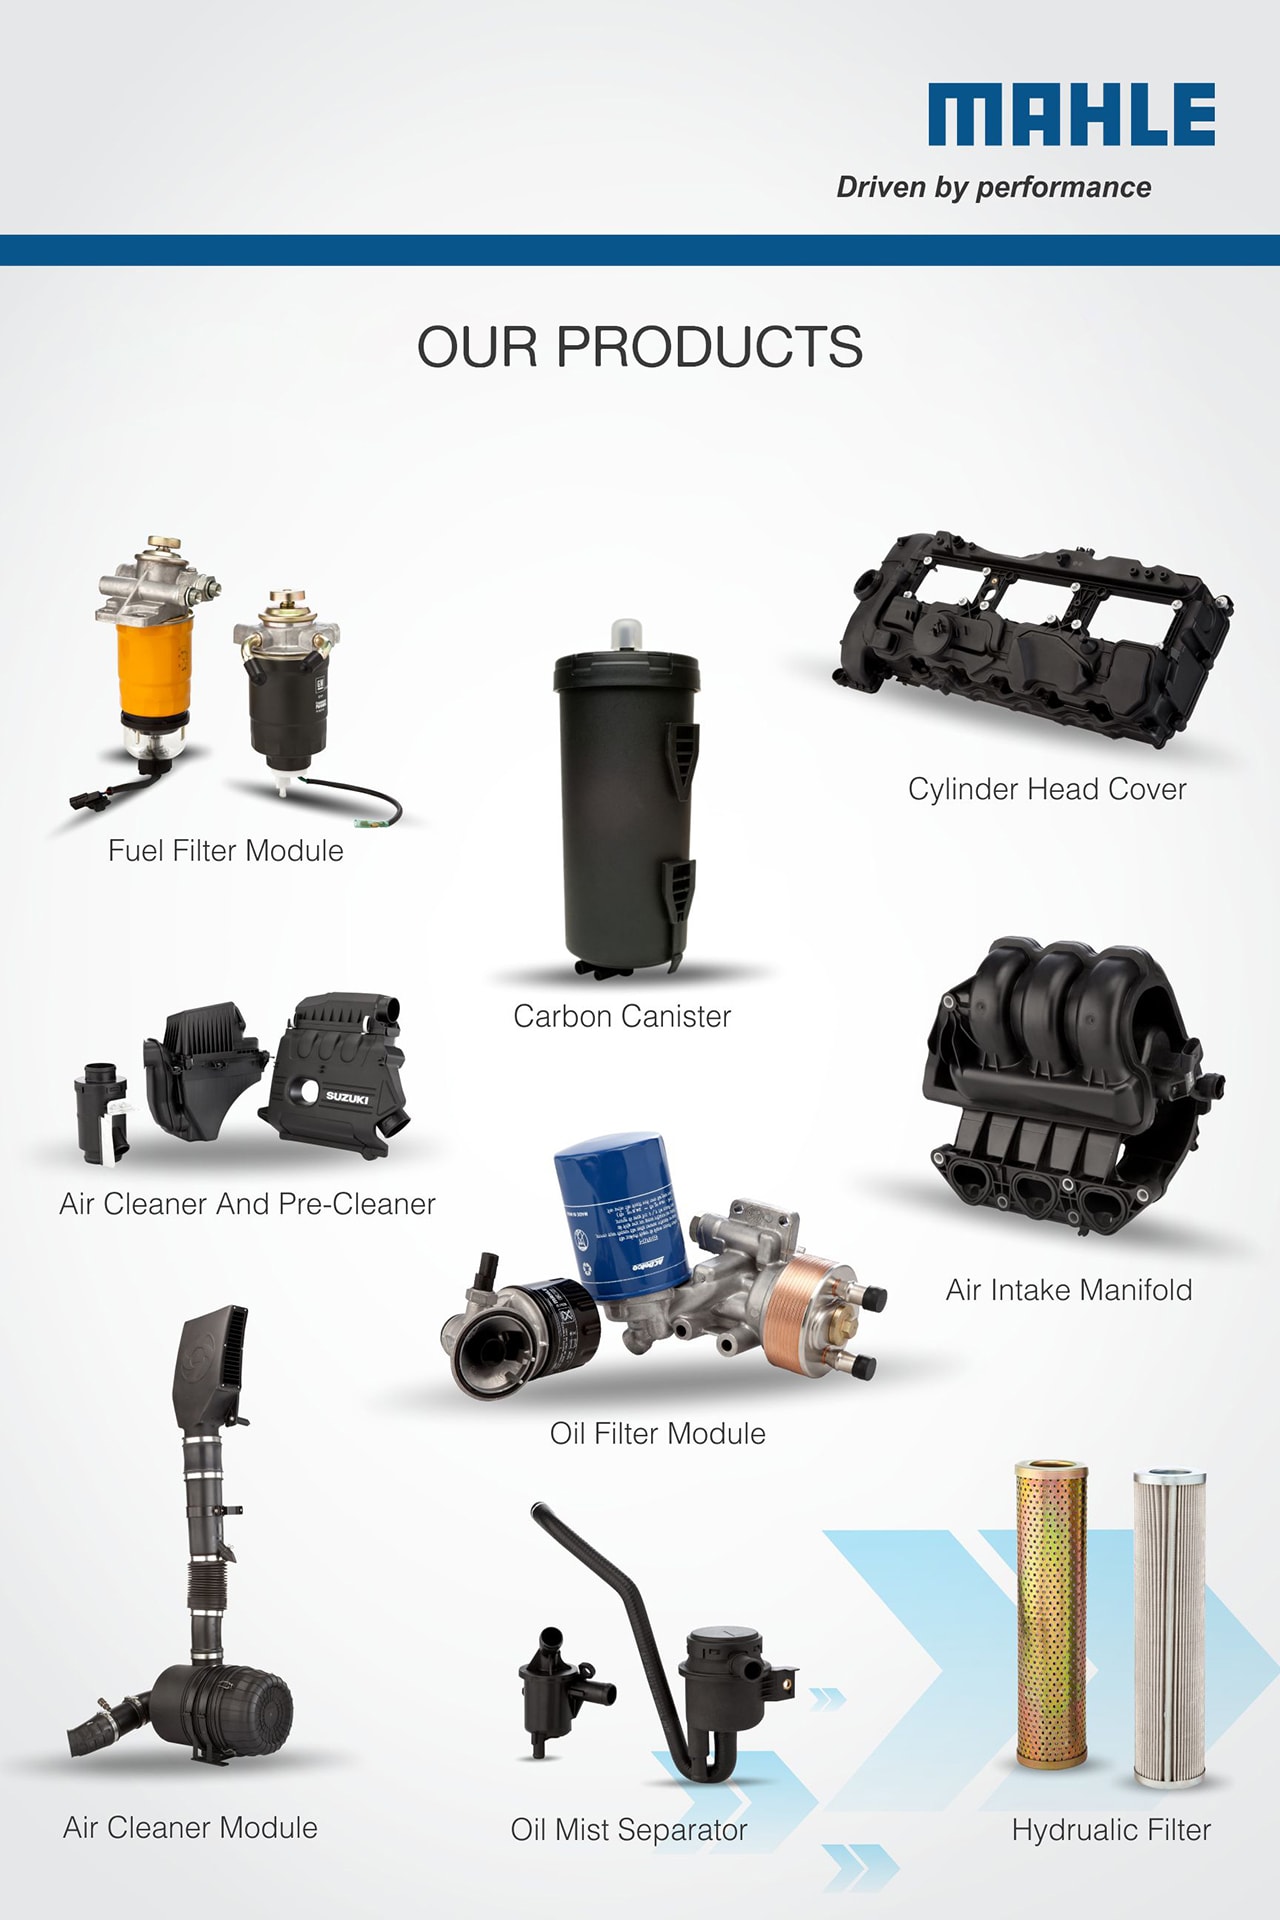 MAHLE
Driven by performance
OUR PRODUCTS
Fuel Filter Module
Cylinder Head Cover
Carbon Canister
SUZUKI
Air Cleaner And Pre-Cleaner
Air Intake Manifold
ACDelco
Oil Filter Module
Air Cleaner Module
Oil Mist Separator
Hydrualic Filter